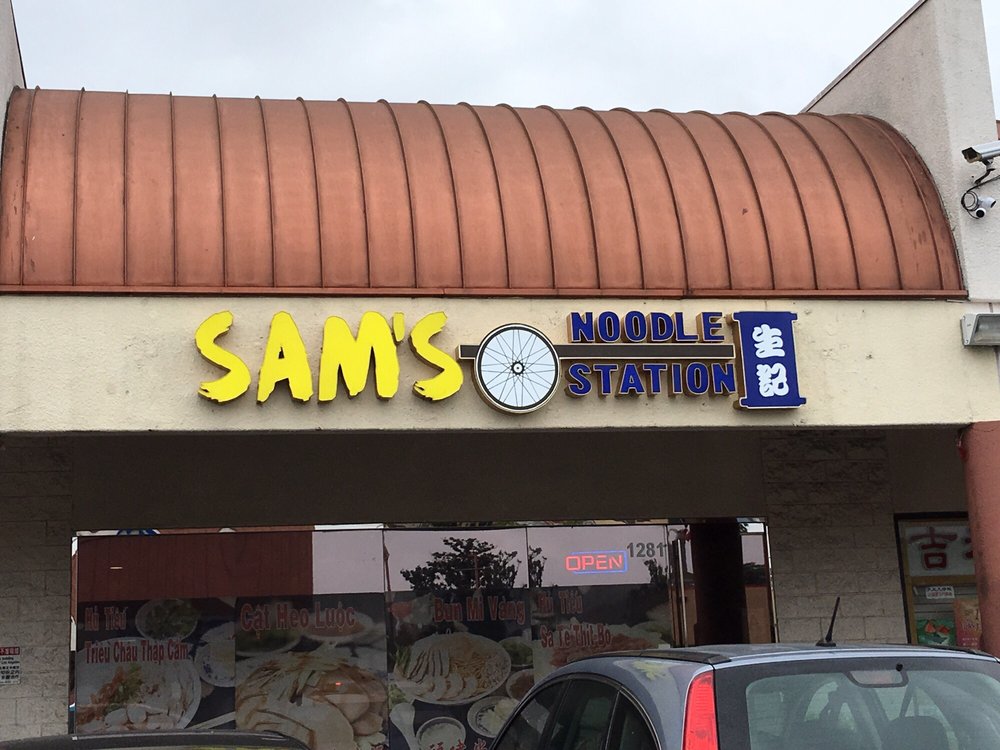 SAM'S
NOODLE
STATION
生記
OPEN
1281
Hủ Tiếu
Triều Châu Thập Cẩm
Cật Heo Luộc
Bún Mì Vàng
Hủ Tiếu
Sa Tế Thịt Bò
吉